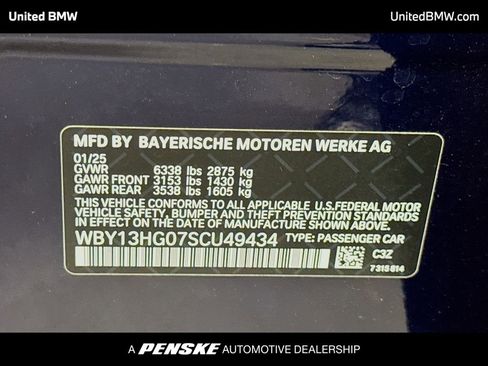 United BMW
UnitedBMW.com
MFD BY BAYERISCHE MOTOREN WERKE AG
01/25
GVWR 6338 lbs 2875 kg
GAWR FRONT 3153 lbs 1430 kg
GAWR REAR 3538 lbs 1605 kg
THIS VEHICLE CONFORMS TO ALL APPLICABLE U.S.FEDERAL MOTOR
VEHICLE SAFETY, BUMPER, AND THEFT PREVENTION STANDARDS IN
EFFECT ON THE DATE OF MANUFACTURE SHOWN ABOVE.
WBY13HG07SCU49434 TYPE: PASSENGER CAR
C3Z
7315814
A PENSKE AUTOMOTIVE DEALERSHIP